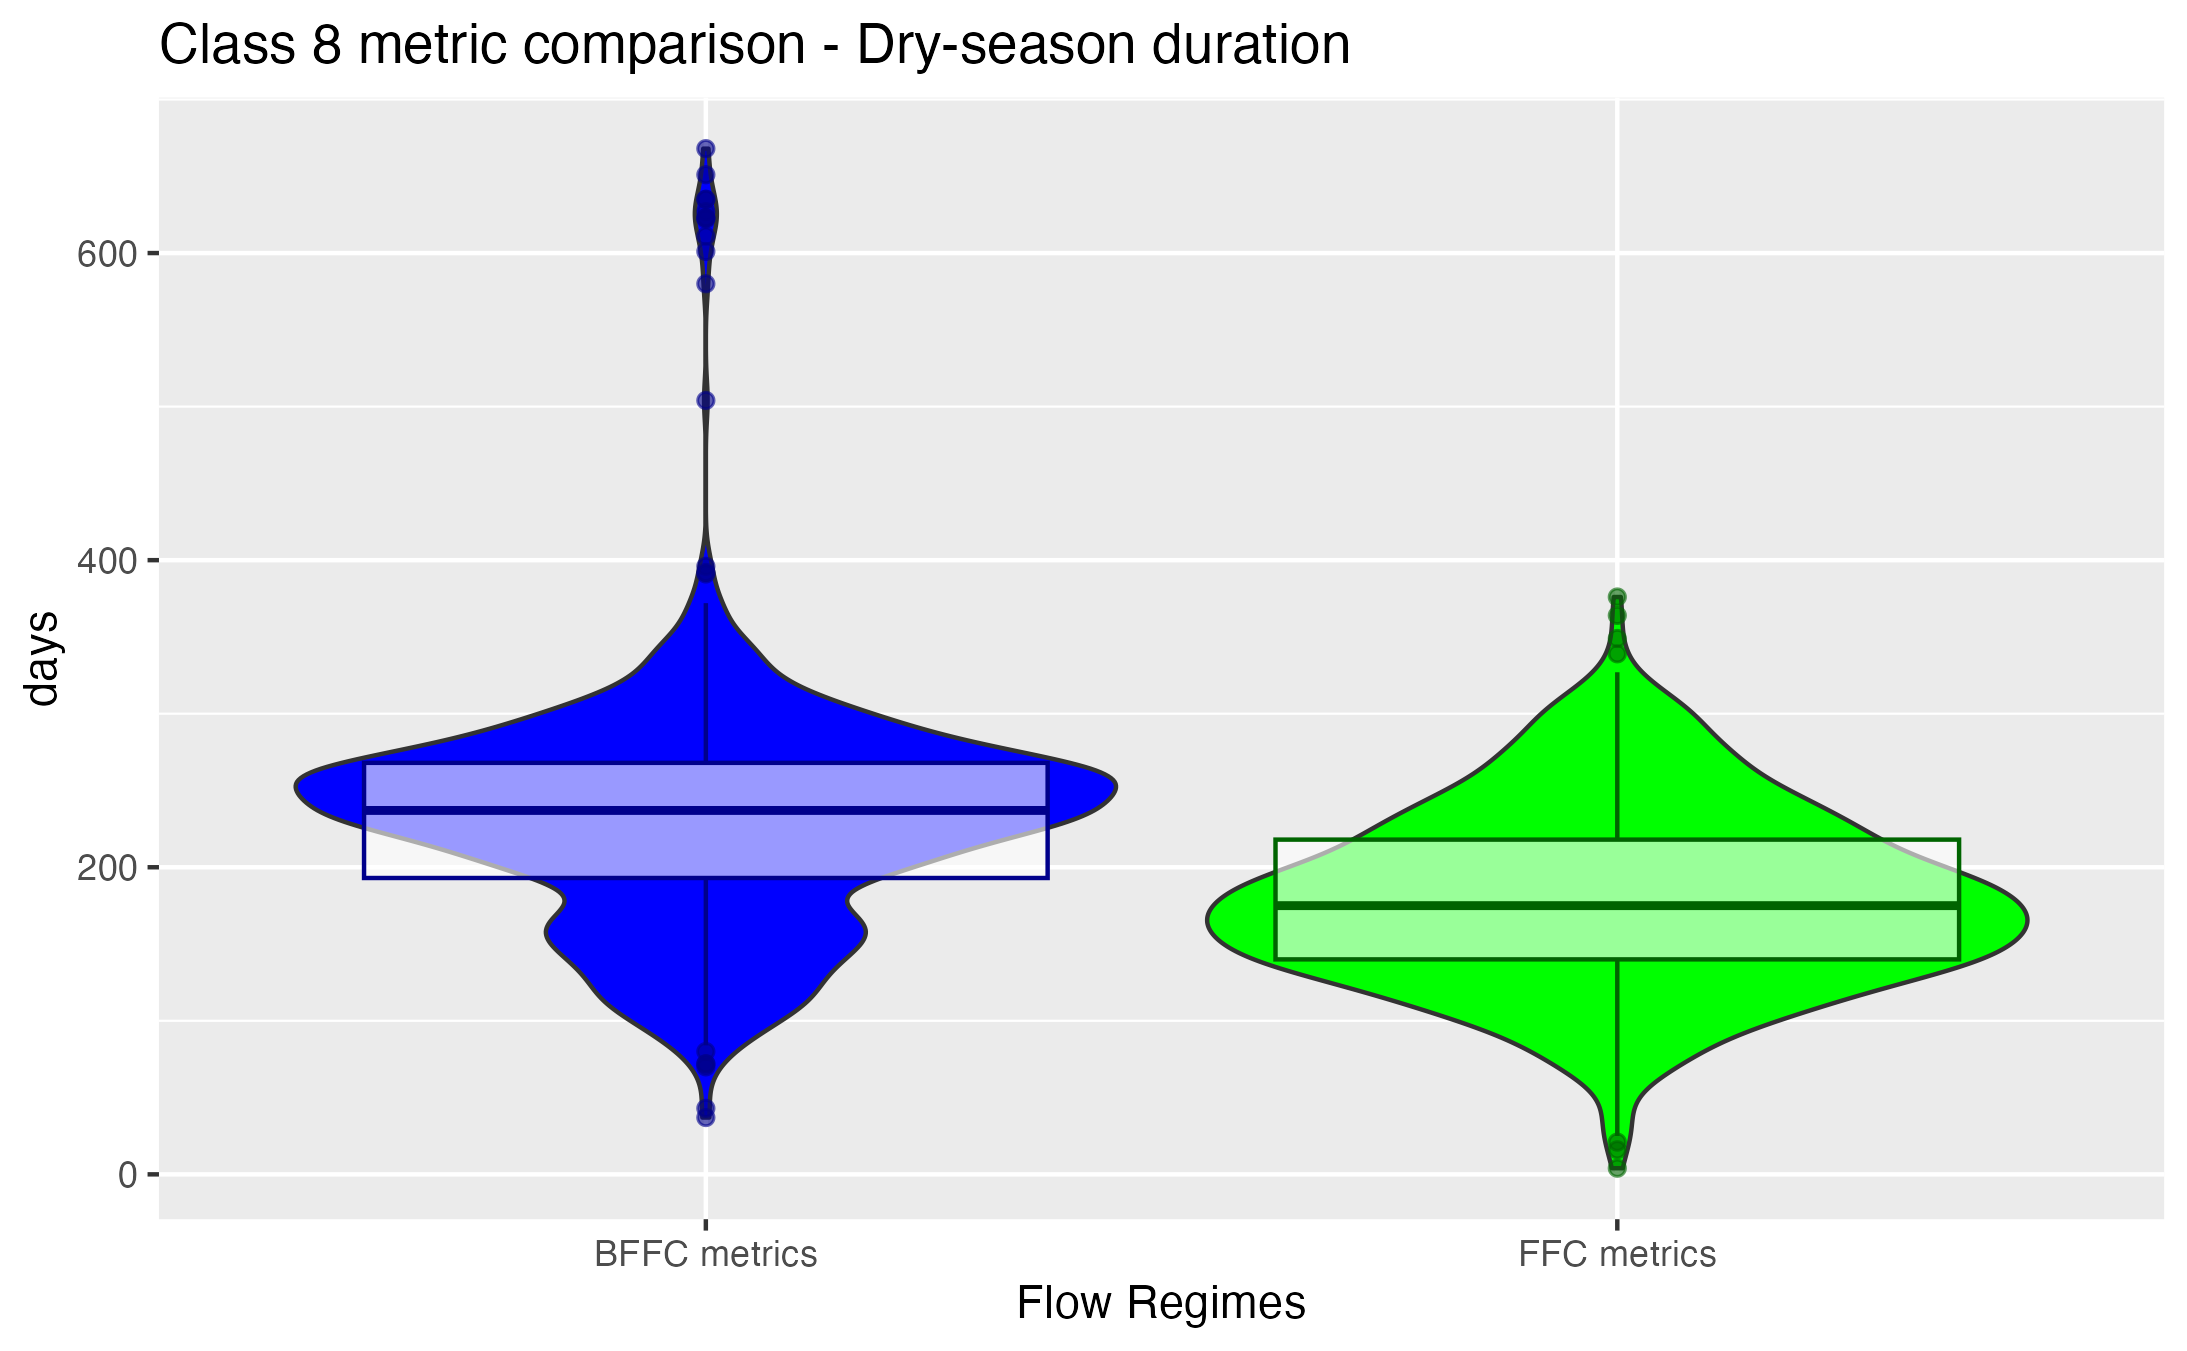 Class 8 metric comparison - Dry-season duration
days
600
400
200
0
BFFC metrics
FFC metrics
Flow Regimes